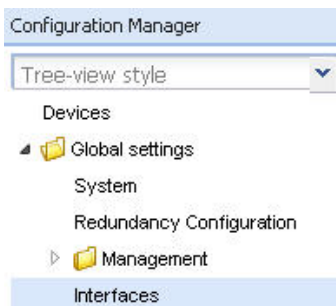 Configuration Manager
Tree-view style
Devices
Global settings
System
Redundancy Configuration
Management
Interfaces